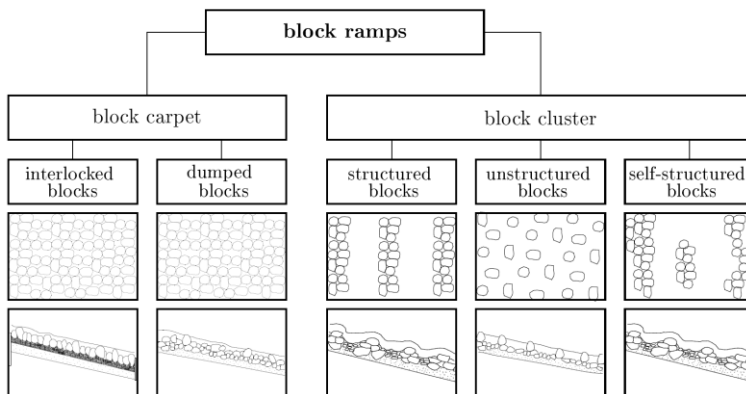 block ramps
block carpet
block cluster
interlocked
blocks
dumped
blocks
structured
blocks
unstructured
blocks
self-structured
blocks